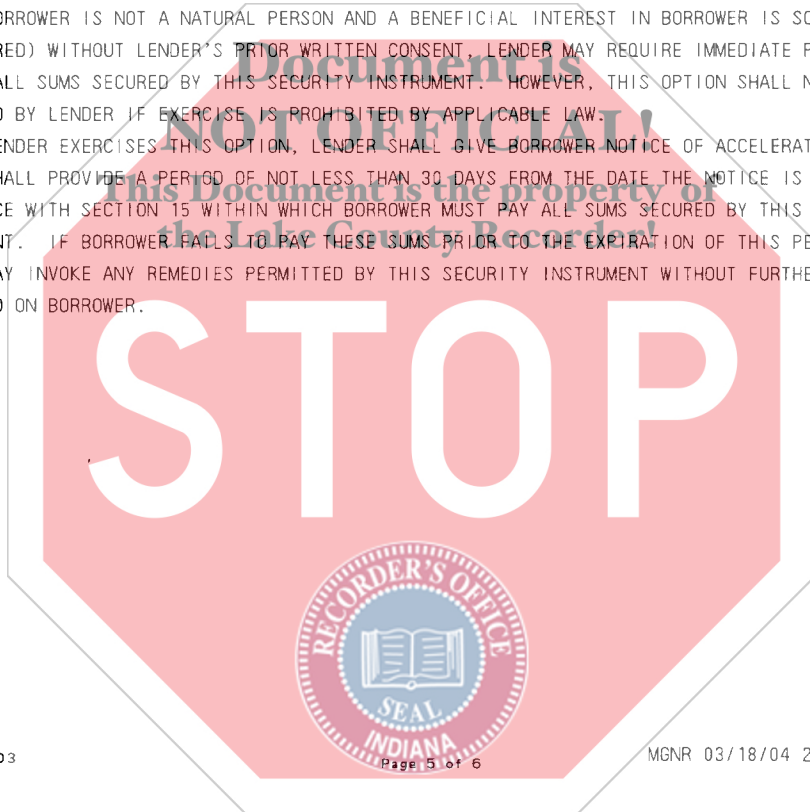 ORROWER IS NOT A NATURAL PERSON AND A BENEFICIAL INTEREST IN BORROWER IS SO
RED) WITHOUT LENDER'S PRIOR WRITTEN CONSENT, LENDER MAY REQUIRE IMMEDIATE P
Document is
ALL SUMS SECURED BY THIS SECURITY INSTRUMENT. HOWEVER, THIS OPTION SHALL N
D BY LENDER IF EXERCISE IS PROHIBITED BY APPLICABLE LAW.
NOT OFFICIAL!
ENDER EXERCISES THIS OPTION, LENDER SHALL GIVE BORROWER NOTICE OF ACCELERAT
HALL PROVIDE A PERIOD OF NOT LESS THAN 30 DAYS FROM THE DATE THE NOTICE IS
This Document is the property of
CE WITH SECTION 15 WITHIN WHICH BORROWER MUST PAY ALL SUMS SECURED BY THIS
the Lake County Recorder!
NT. IF BORROWER FAILS TO PAY THESE SUMS PRIOR TO THE EXPIRATION OF THIS PE
AY INVOKE ANY REMEDIES PERMITTED BY THIS SECURITY INSTRUMENT WITHOUT FURTHE
D ON BORROWER.
STOP
RECORDER'S OFFICE
SEAL
INDIANA
03
Page 5 of 6
MGNR 03/18/04 2